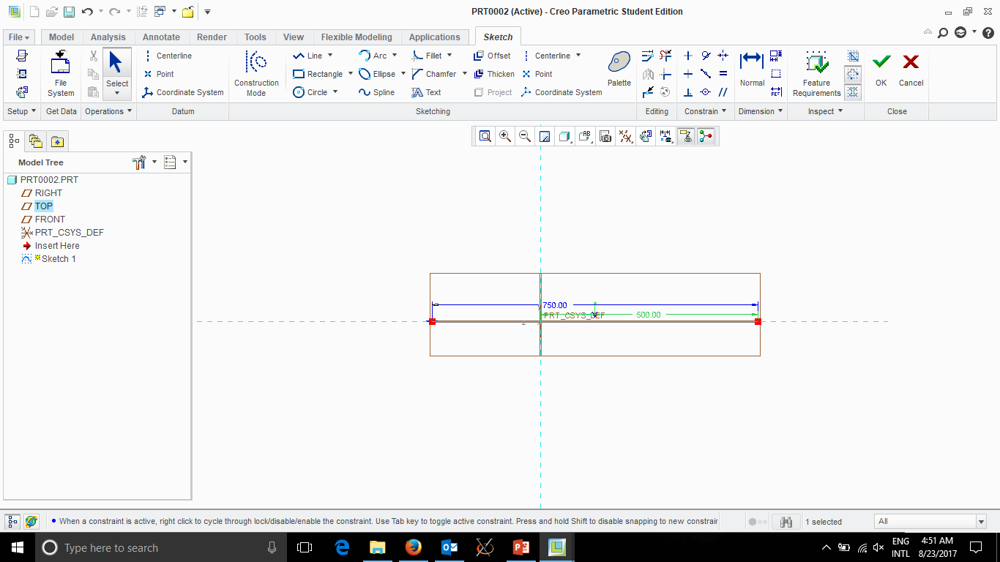 PRT0002 (Active) - Creo Parametric Student Edition
File Model Analysis Annotate Render Tools View Flexible Modeling Applications Sketch
Centerline Line Arc Fillet Offset Centerline
Point Rectangle Ellipse Chamfer Thicken Point
File System Select Coordinate System Construction Mode Circle Spline Text Project Coordinate System Palette Normal Feature Requirements OK Cancel
Setup Get Data Operations Datum Sketching Editing Constrain Dimension Inspect Close
Model Tree
PRT0002.PRT
RIGHT
TOP
FRONT
PRT_CSYS_DEF
Insert Here
Sketch 1
750.00
PRT_CSYS_DEF 500.00
When a constraint is active, right click to cycle through lock/disable/enable the constraint. Use Tab key to toggle active constraint. Press and hold Shift to disable snapping to new constrain
1 selected All
Type here to search
ENG 4:51 AM
INTL 8/23/2017